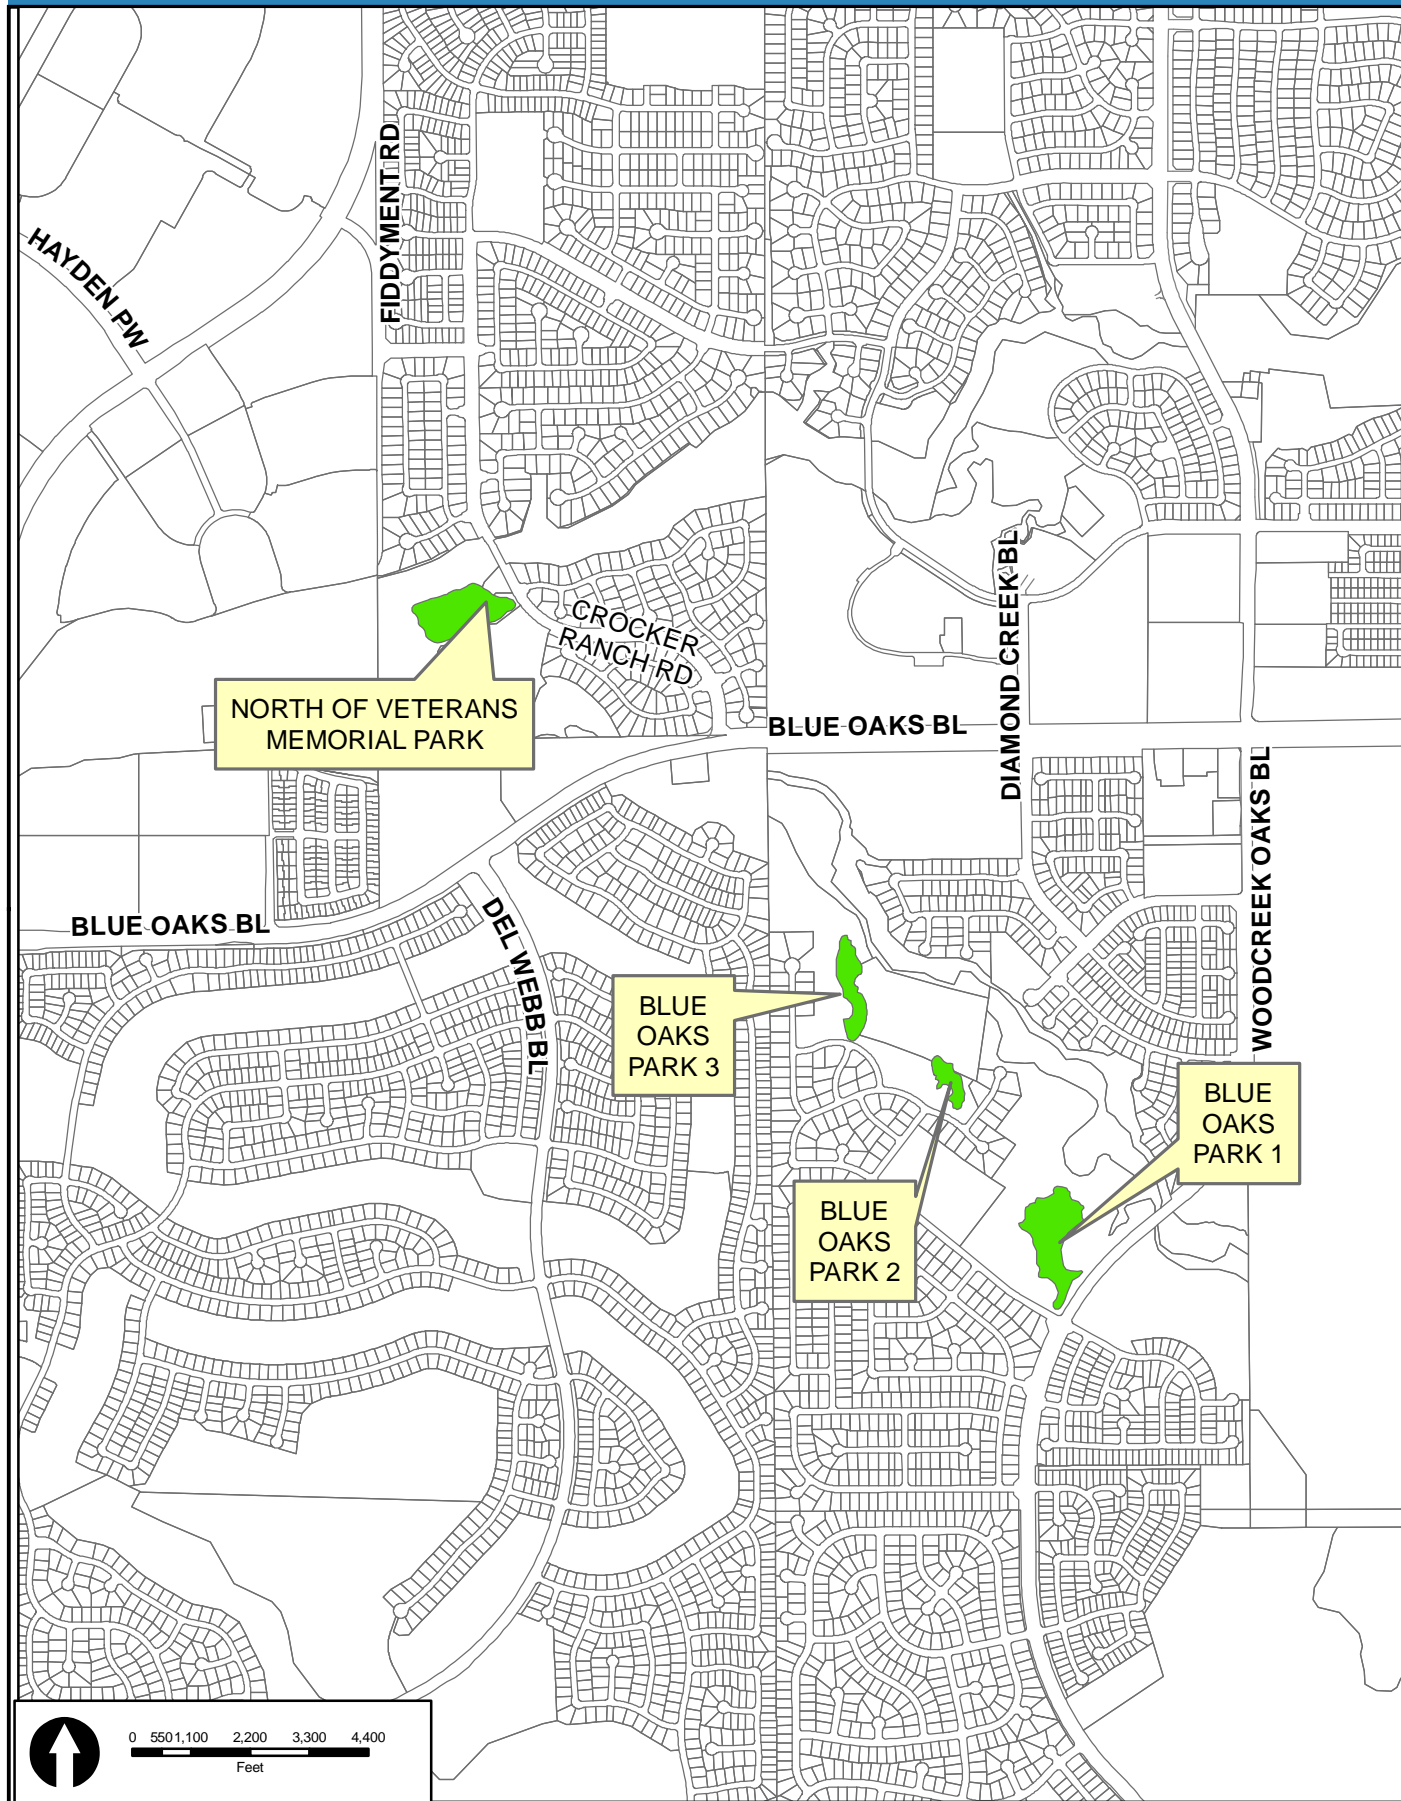 FIDDYMENT RD
HAYDEN PW
CROCKER
RANCH RD
DIAMOND CREEK BL
NORTH OF VETERANS
MEMORIAL PARK
BLUE OAKS BL
WOODCREEK OAKS BL
BLUE OAKS BL
DEL WEBB BL
BLUE
OAKS
PARK 3
BLUE
OAKS
PARK 1
BLUE
OAKS
PARK 2
0 550 1,100 2,200 3,300 4,400
Feet